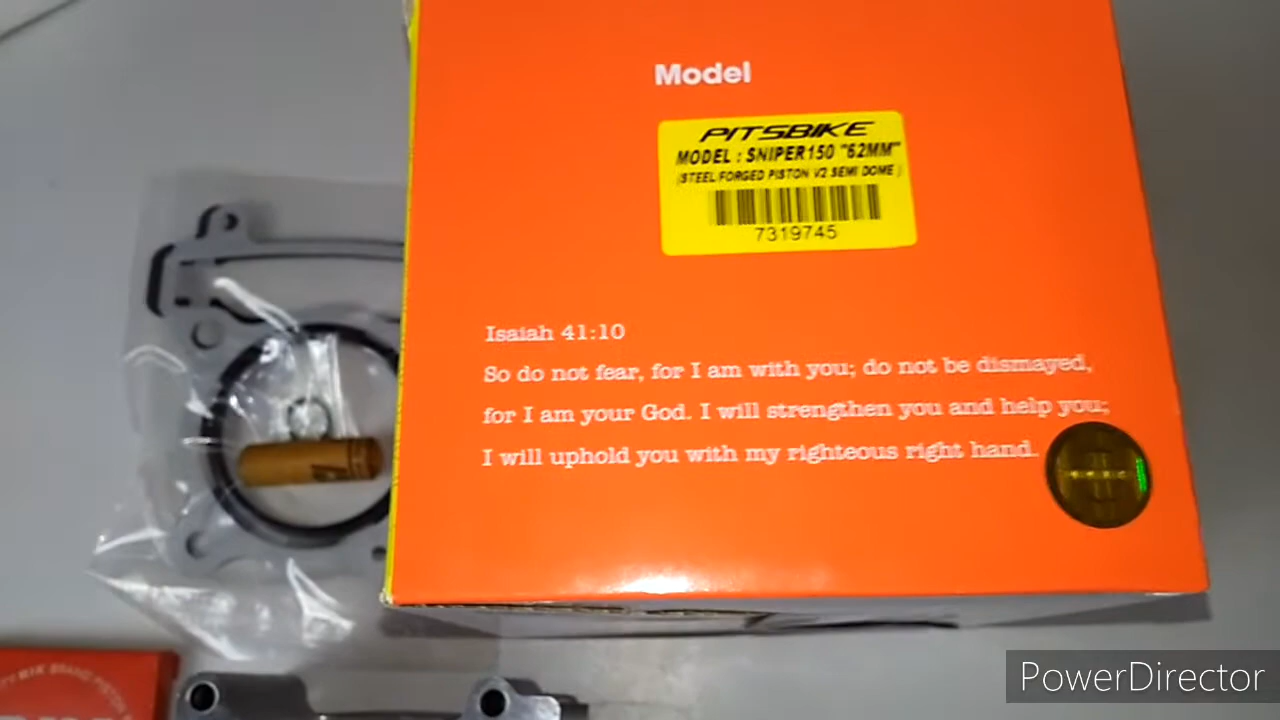 Model
PITSBIKE
MODEL : SNIPER150 "62MM"
(STEEL FORGED PISTON V2 SEMI DOME )
7319745
Isaiah 41:10
So do not fear, for I am with you; do not be dismayed,
for I am your God. I will strengthen you and help you;
I will uphold you with my righteous right hand.
BRAND PISTON
PowerDirector